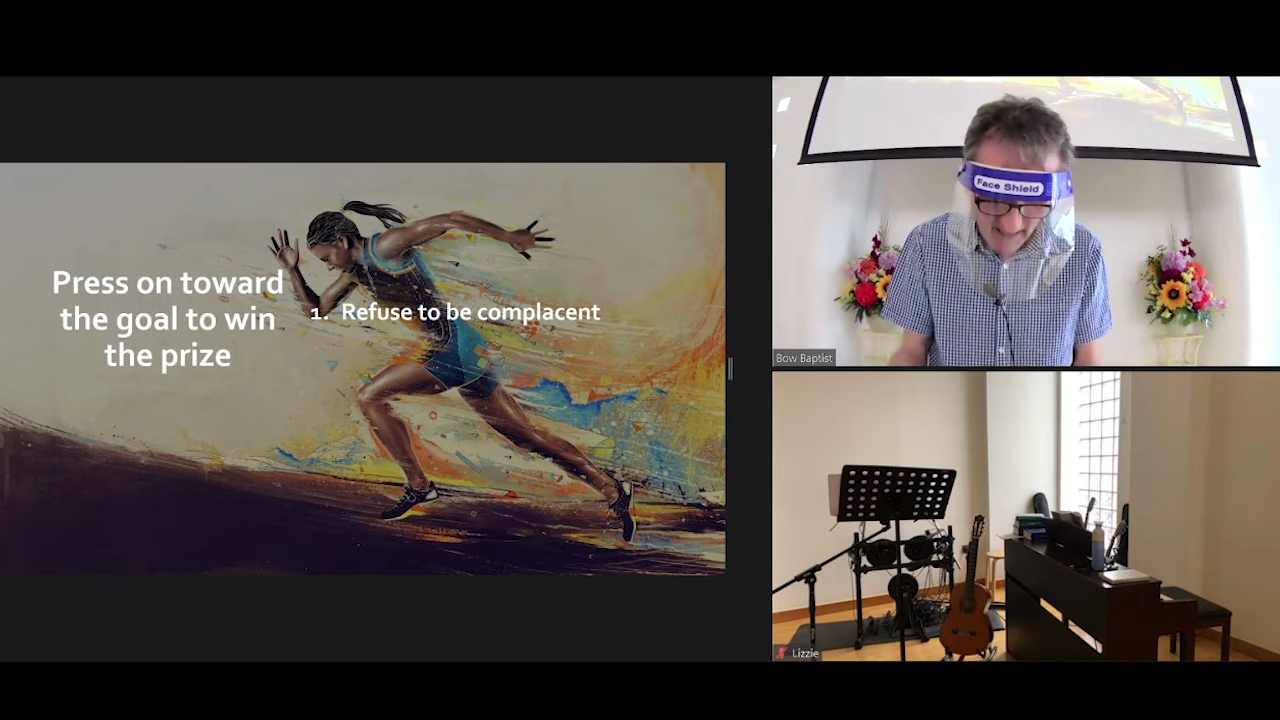 Press on toward
the goal to win
the prize
1. Refuse to be complacent
Face Shield
Bow Baptist
Lizzie